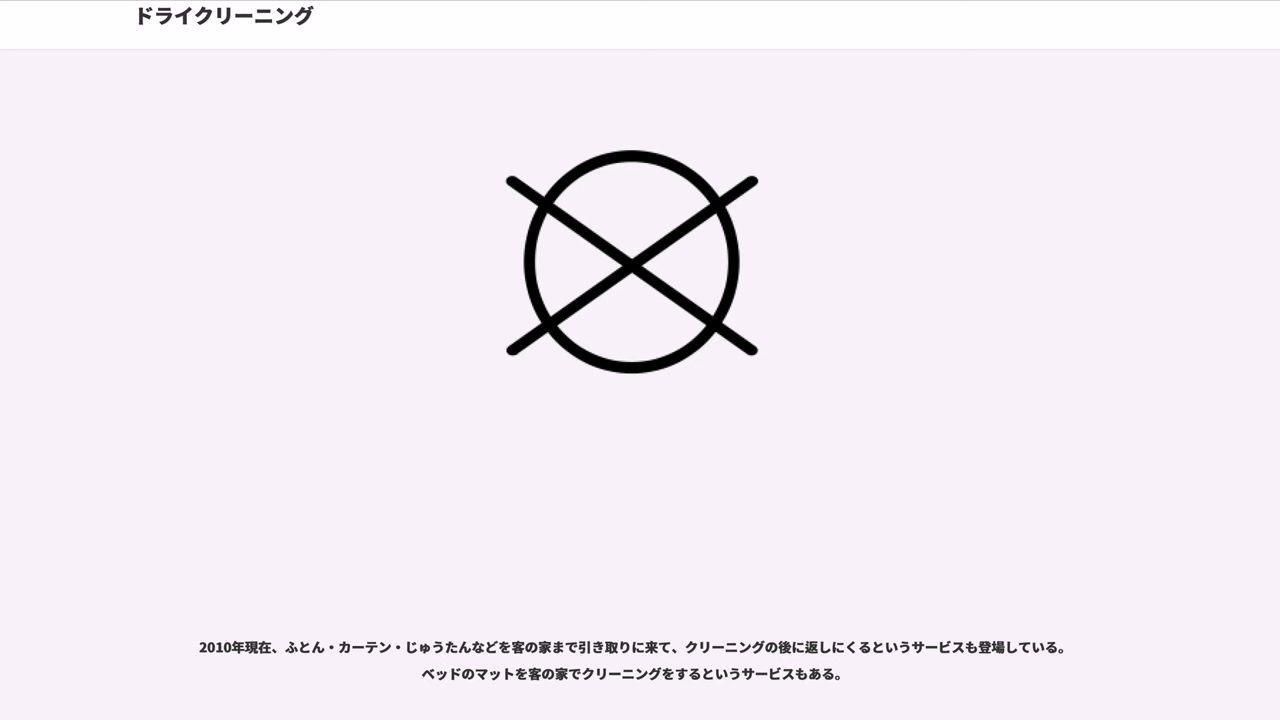 ドライクリーニング
2010年現在、ふとん・カーテン・じゅうたんなどを客の家まで引き取りに来て、クリーニングの後に返しにくるというサービスも登場している。
ベッドのマットを客の家でクリーニングをするというサービスもある。